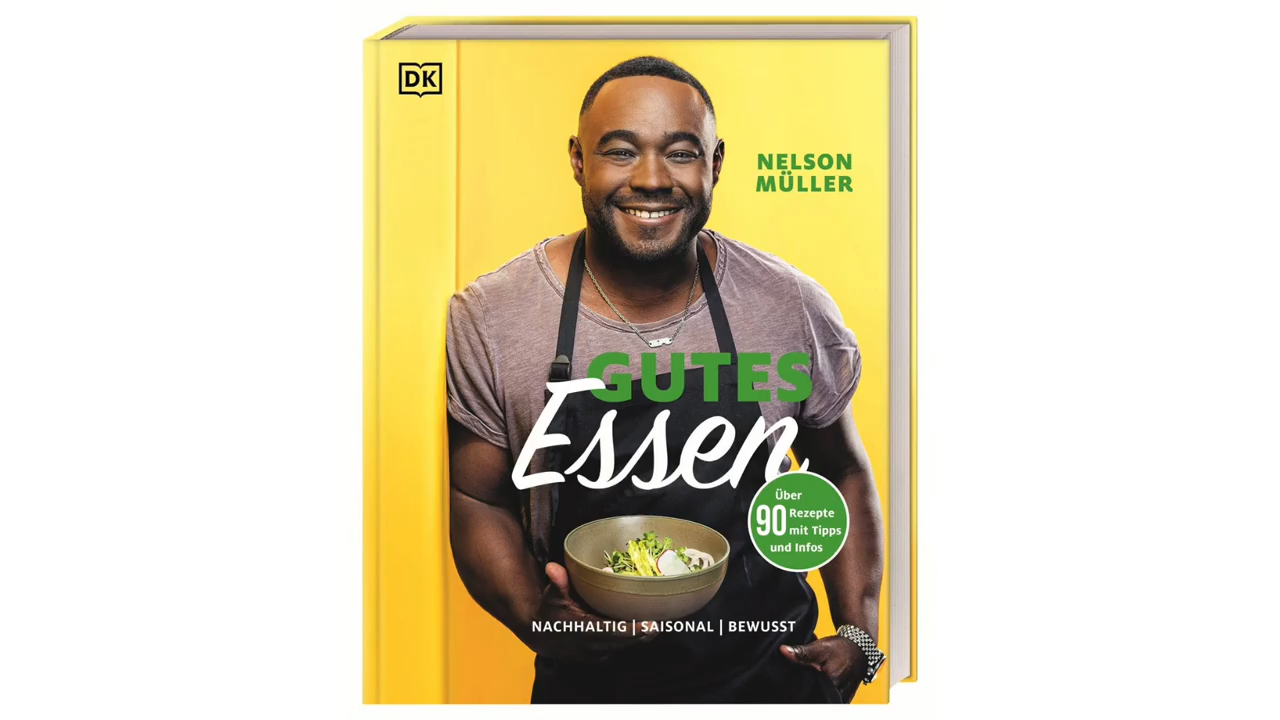 DK
NELSON
MÜLLER
GUTES
Essen
Über
90 Rezepte
mit Tipps
und Infos
NACHHALTIG | SAISONAL | BEWUSST